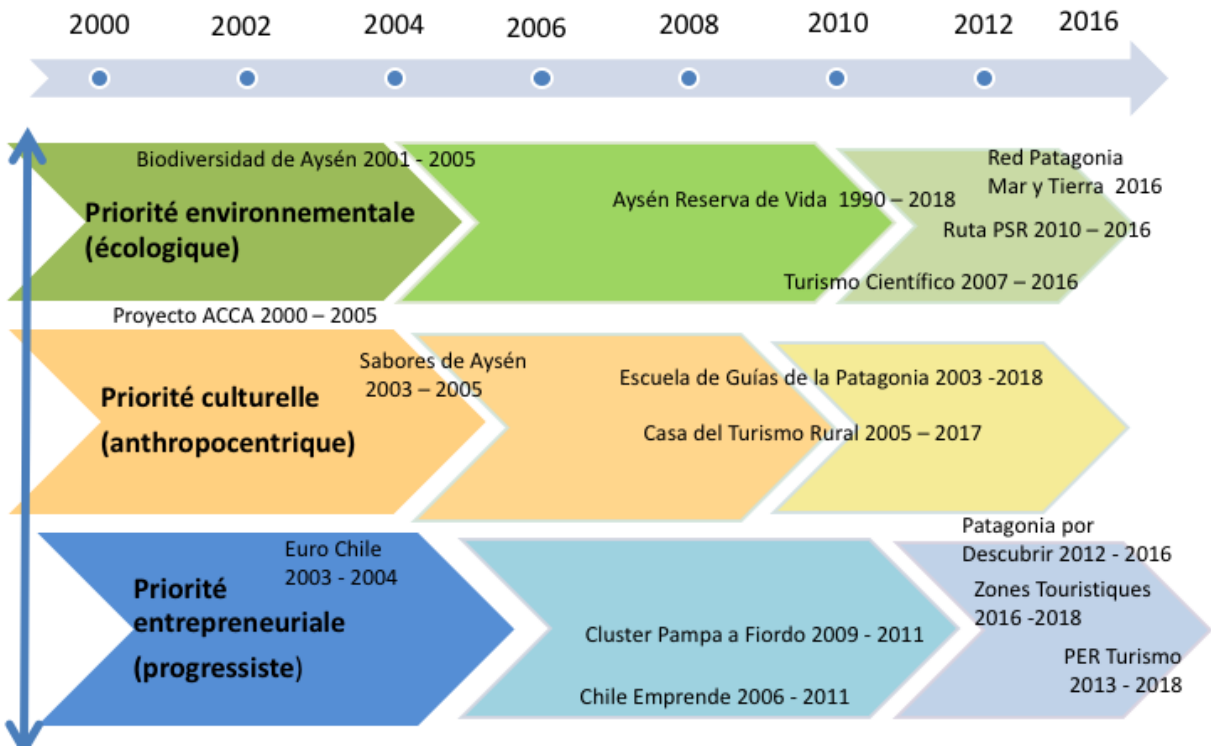 2000 2002 2004 2006 2008 2010 2012 2016
Biodiversidad de Aysén 2001 - 2005
Priorité environnementale
(écologique)
Aysén Reserva de Vida 1990 – 2018
Red Patagonia
Mar y Tierra 2016
Ruta PSR 2010 – 2016
Turismo Científico 2007 – 2016
Proyecto ACCA 2000 – 2005
Sabores de Aysén
2003 – 2005
Priorité culturelle
(anthropocentrique)
Escuela de Guías de la Patagonia 2003 -2018
Casa del Turismo Rural 2005 – 2017
Euro Chile
2003 - 2004
Priorité
entrepreneuriale
(progressiste)
Cluster Pampa a Fiordo 2009 - 2011
Chile Emprende 2006 - 2011
Patagonia por
Descubrir 2012 - 2016
Zones Touristiques
2016 -2018
PER Turismo
2013 - 2018